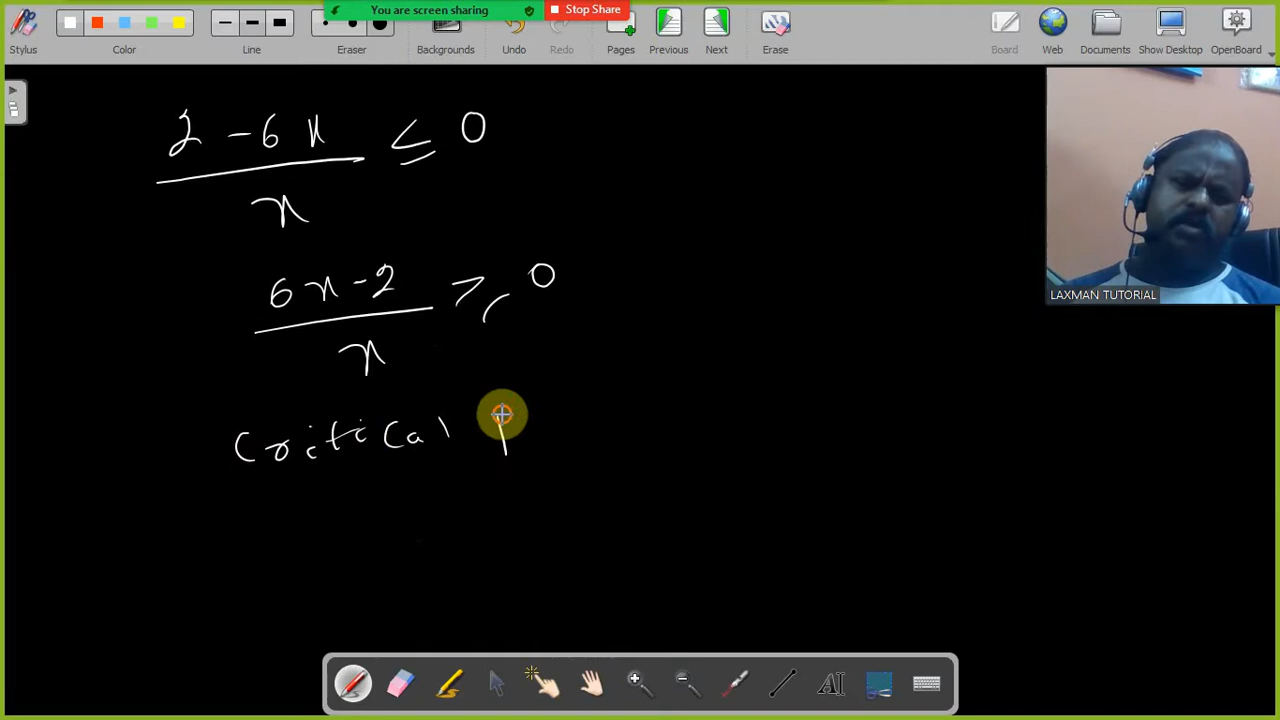 You are screen sharing Stop Share
Stylus Color Line Eraser Backgrounds Undo Redo Pages Previous Next Erase Board Web Documents Show Desktop OpenBoard
2 - 6x / x ≤ 0
LAXMAN TUTORIAL
6x - 2 / x ≥ 0
Critical P